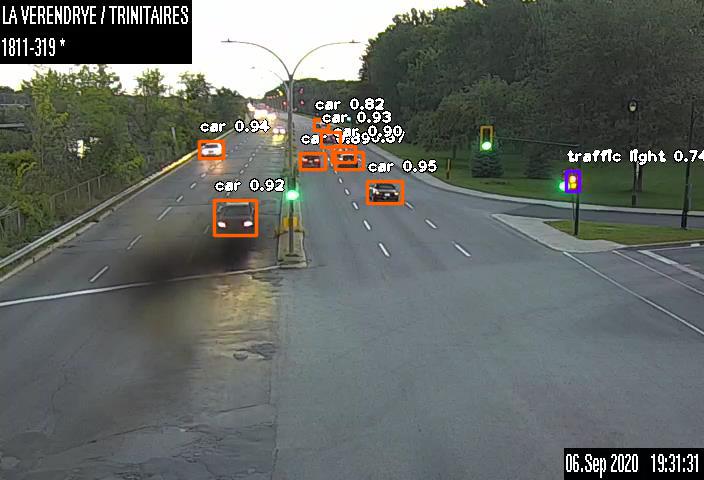 LA VERENDRYE / TRINITAIRES
1811-319 *
car 0.82
car 0.93
car 0.94
car 0.90
car 0.95
traffic light 0.74
car 0.92
06.Sep 2020 19:31:31